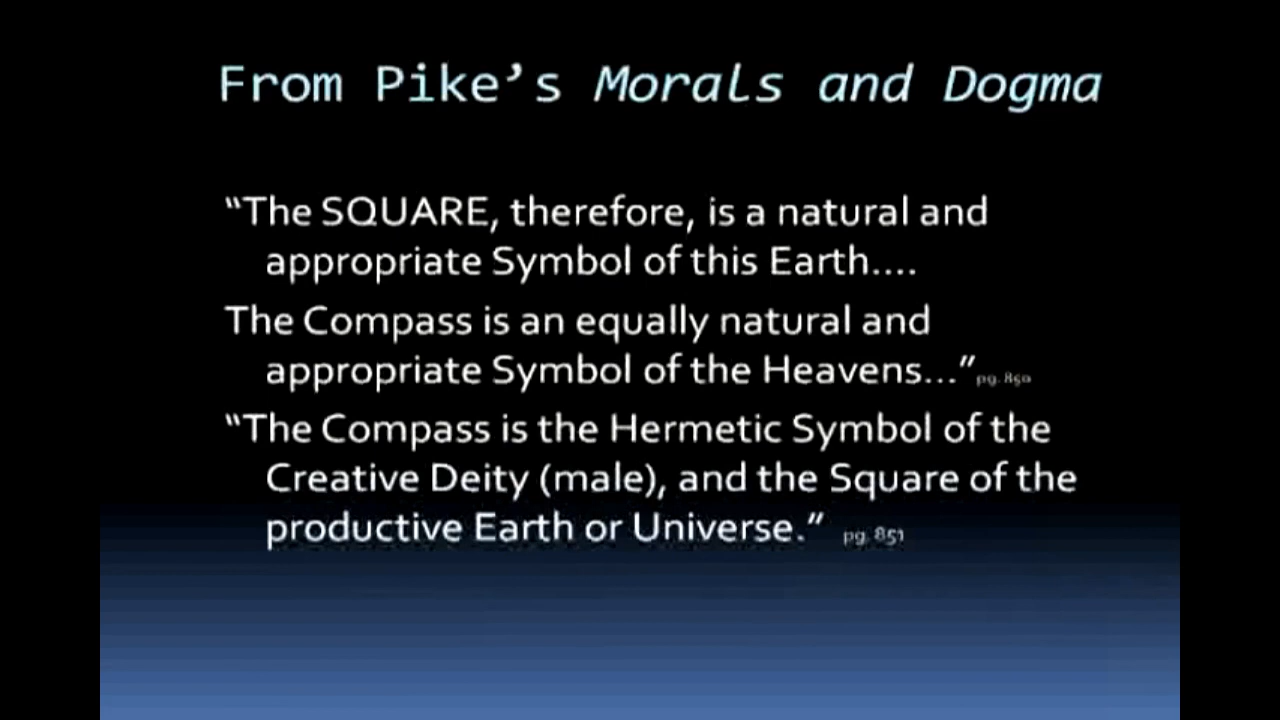 From Pike’s Morals and Dogma
“The SQUARE, therefore, is a natural and
appropriate Symbol of this Earth....
The Compass is an equally natural and
appropriate Symbol of the Heavens...” pg. 850
“The Compass is the Hermetic Symbol of the
Creative Deity (male), and the Square of the
productive Earth or Universe.” pg. 851